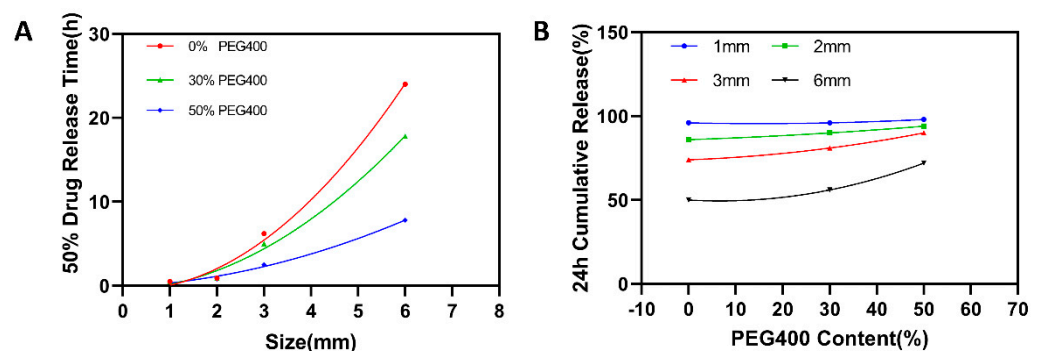 A
50% Drug Release Time(h)
30
20
10
0
0% PEG400
30% PEG400
50% PEG400
0 1 2 3 4 5 6 7 8
Size(mm)
B
24h Cumulative Release(%)
150
100
50
0
1mm 2mm
3mm 6mm
-10 0 10 20 30 40 50 60 70
PEG400 Content(%)